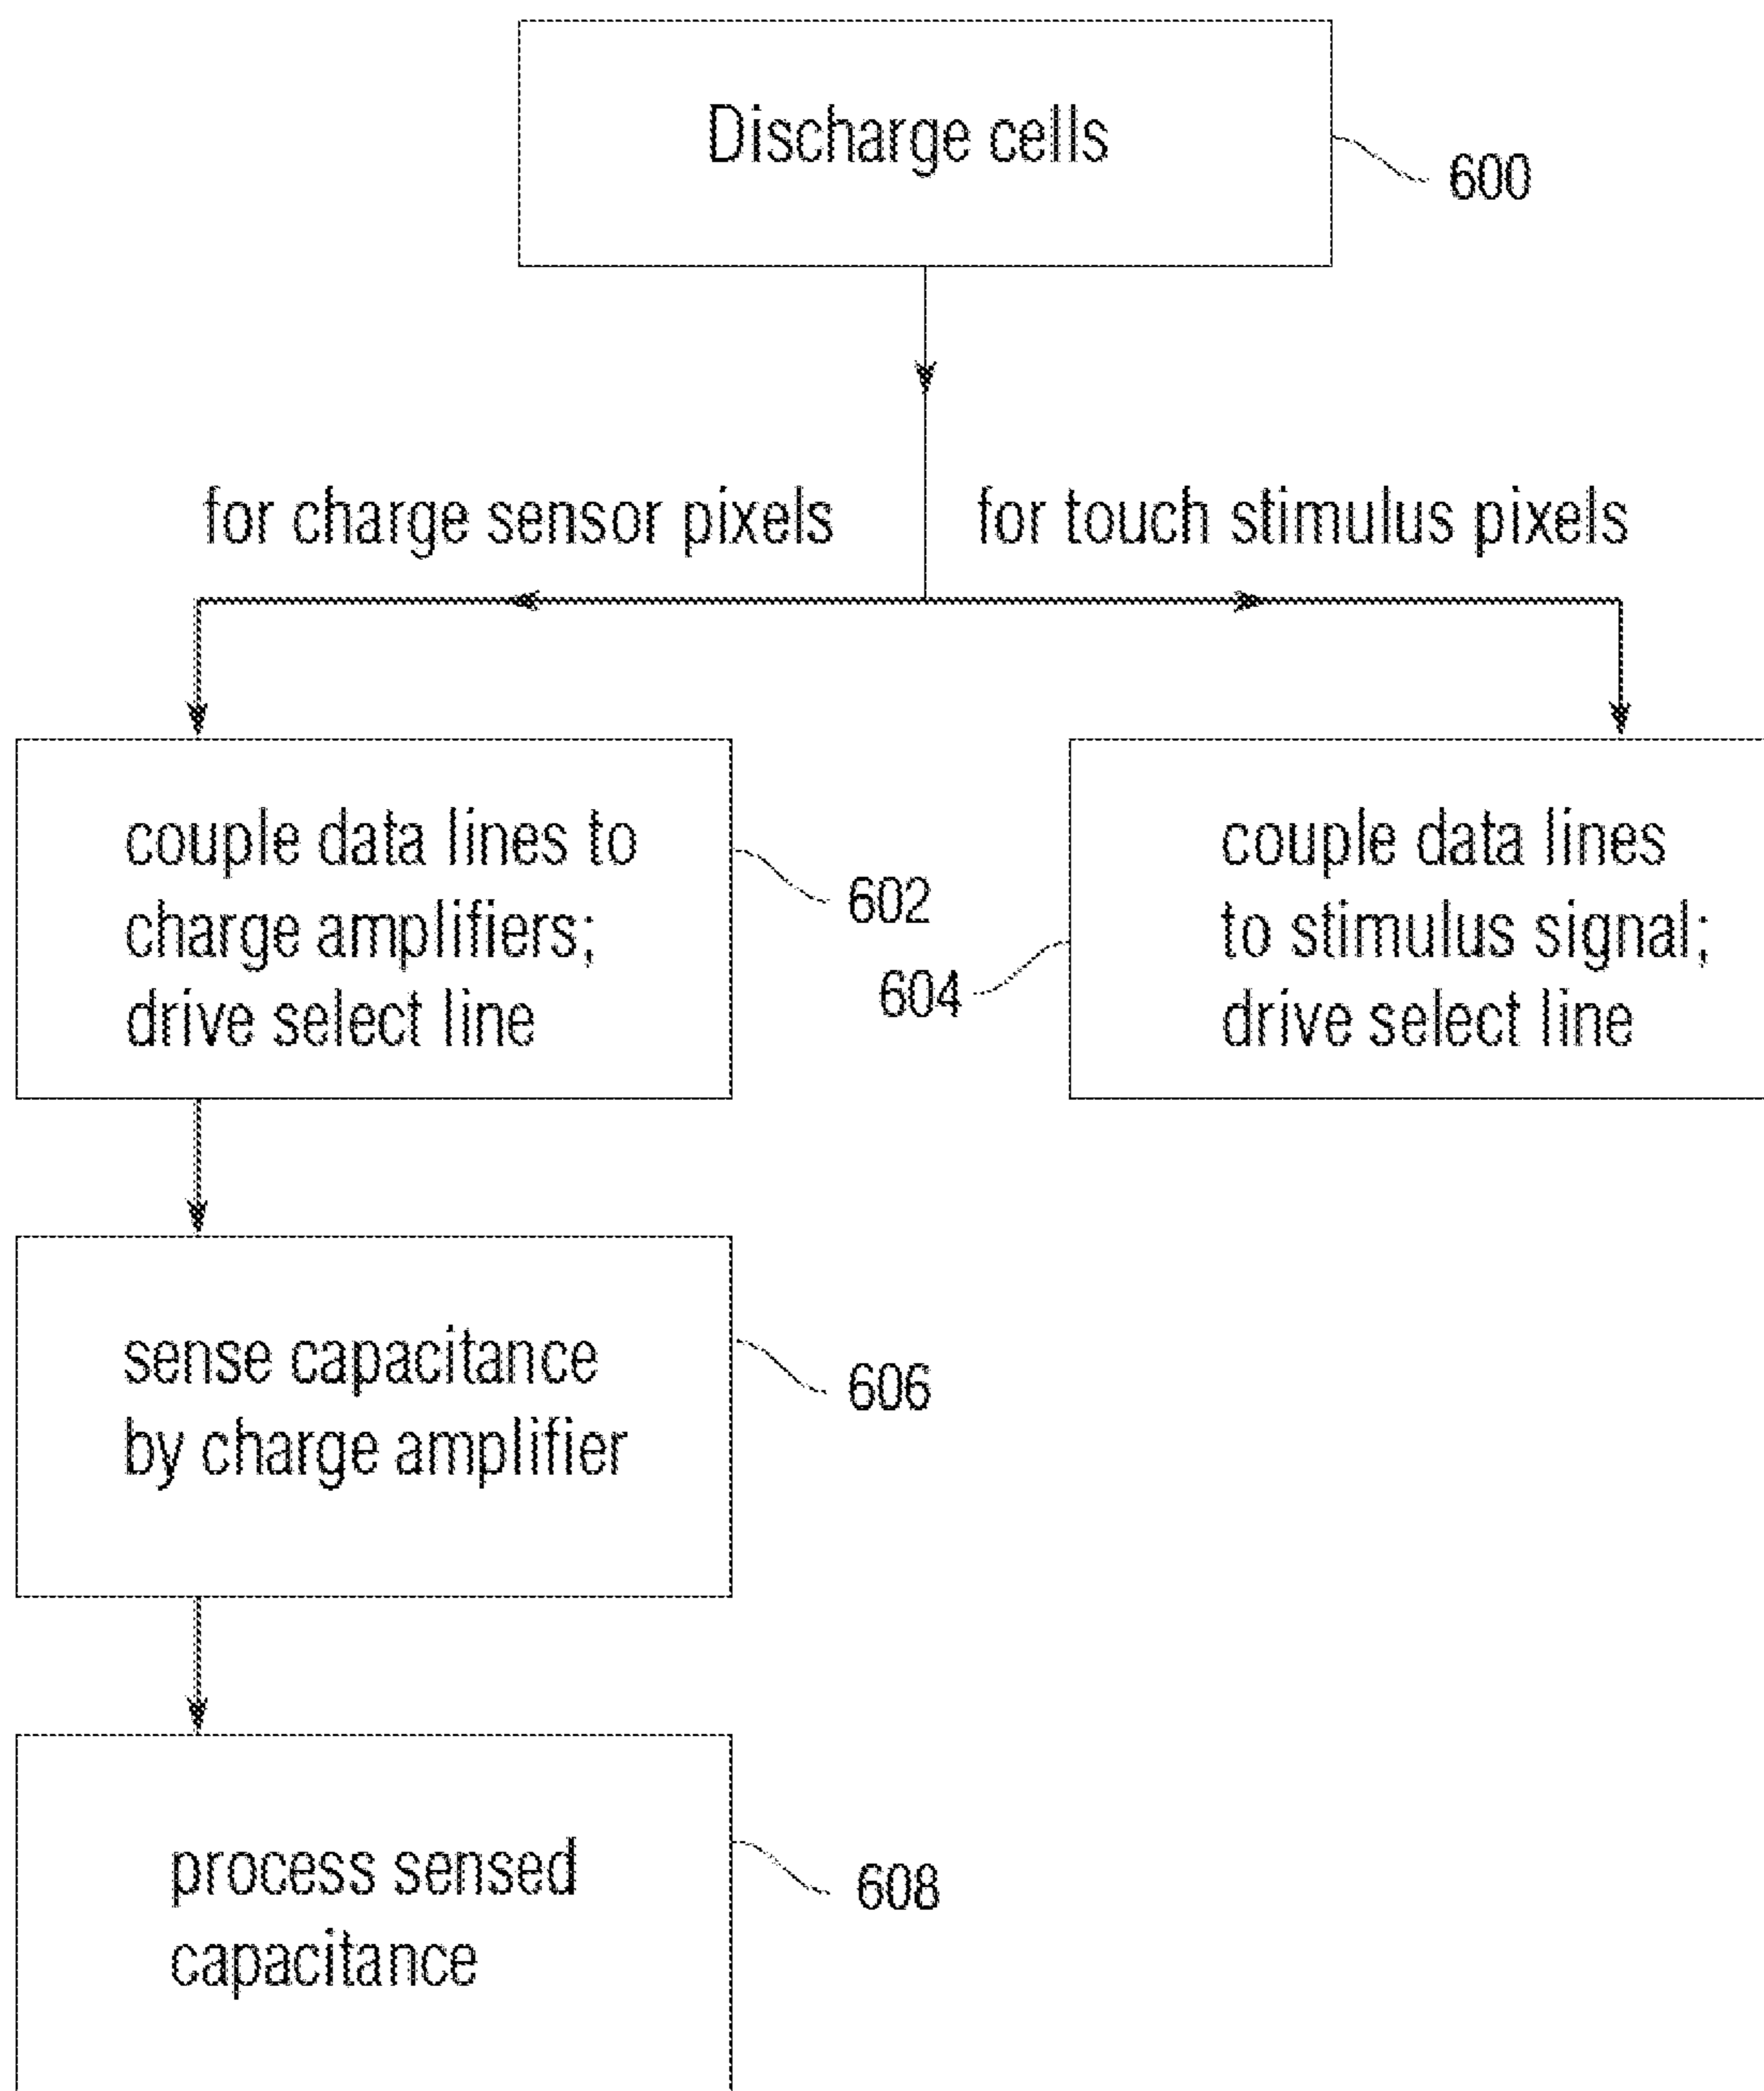 Discharge cells
600
for charge sensor pixels
for touch stimulus pixels
couple data lines to
charge amplifiers;
drive select line
602
couple data lines
to stimulus signal;
drive select line
604
sense capacitance
by charge amplifier
606
process sensed
capacitance
608